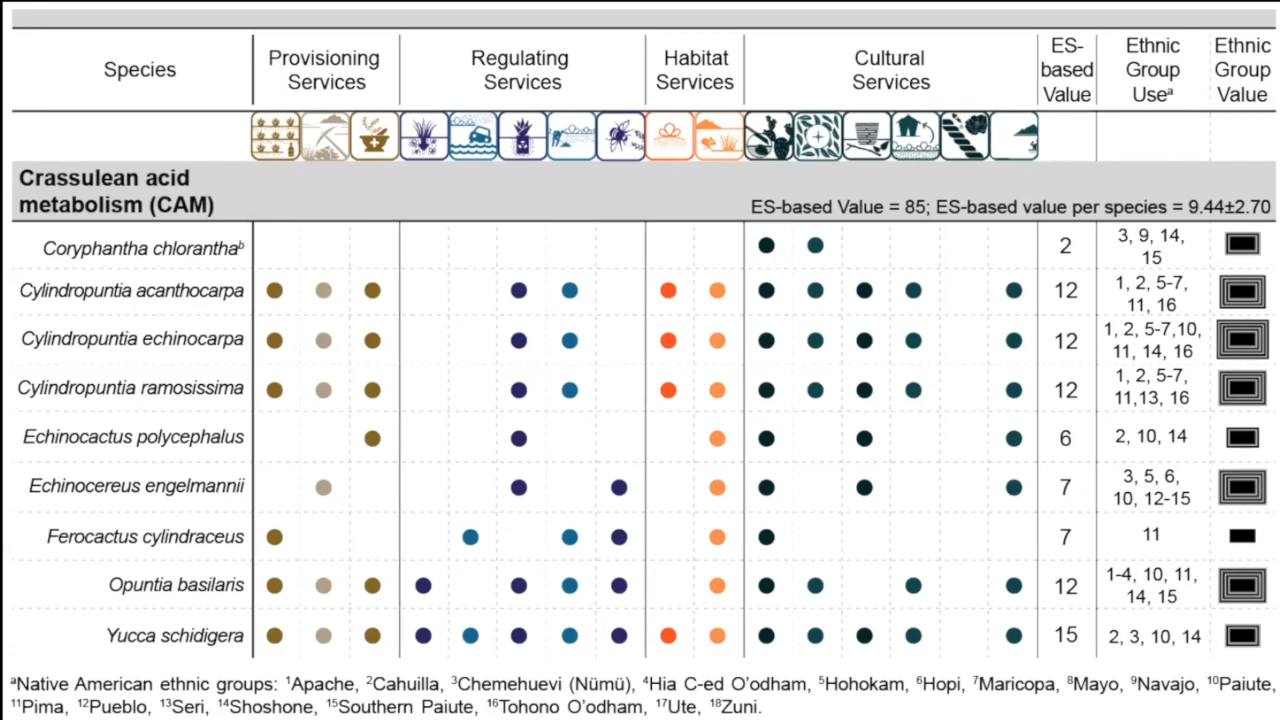 Species
Provisioning
Services
Regulating
Services
Habitat
Services
Cultural
Services
ES-
based
Value
Ethnic
Group
Useᵃ
Ethnic
Group
Value
Crassulean acid
metabolism (CAM)
ES-based Value = 85; ES-based value per species = 9.44±2.70
Coryphantha chloranthaᵇ
2
3, 9, 14,
15
Cylindropuntia acanthocarpa
12
1, 2, 5-7,
11, 16
Cylindropuntia echinocarpa
12
1, 2, 5-7,10,
11, 14, 16
Cylindropuntia ramosissima
12
1, 2, 5-7,
11,13, 16
Echinocactus polycephalus
6
2, 10, 14
Echinocereus engelmannii
7
3, 5, 6,
10, 12-15
Ferocactus cylindraceus
7
11
Opuntia basilaris
12
1-4, 10, 11,
14, 15
Yucca schidigera
15
2, 3, 10, 14
ᵃNative American ethnic groups: ¹Apache, ²Cahuilla, ³Chemehuevi (Nümü), ⁴Hia C-ed O’odham, ⁵Hohokam, ⁶Hopi, ⁷Maricopa, ⁸Mayo, ⁹Navajo, ¹⁰Paiute,
¹¹Pima, ¹²Pueblo, ¹³Seri, ¹⁴Shoshone, ¹⁵Southern Paiute, ¹⁶Tohono O’odham, ¹⁷Ute, ¹⁸Zuni.